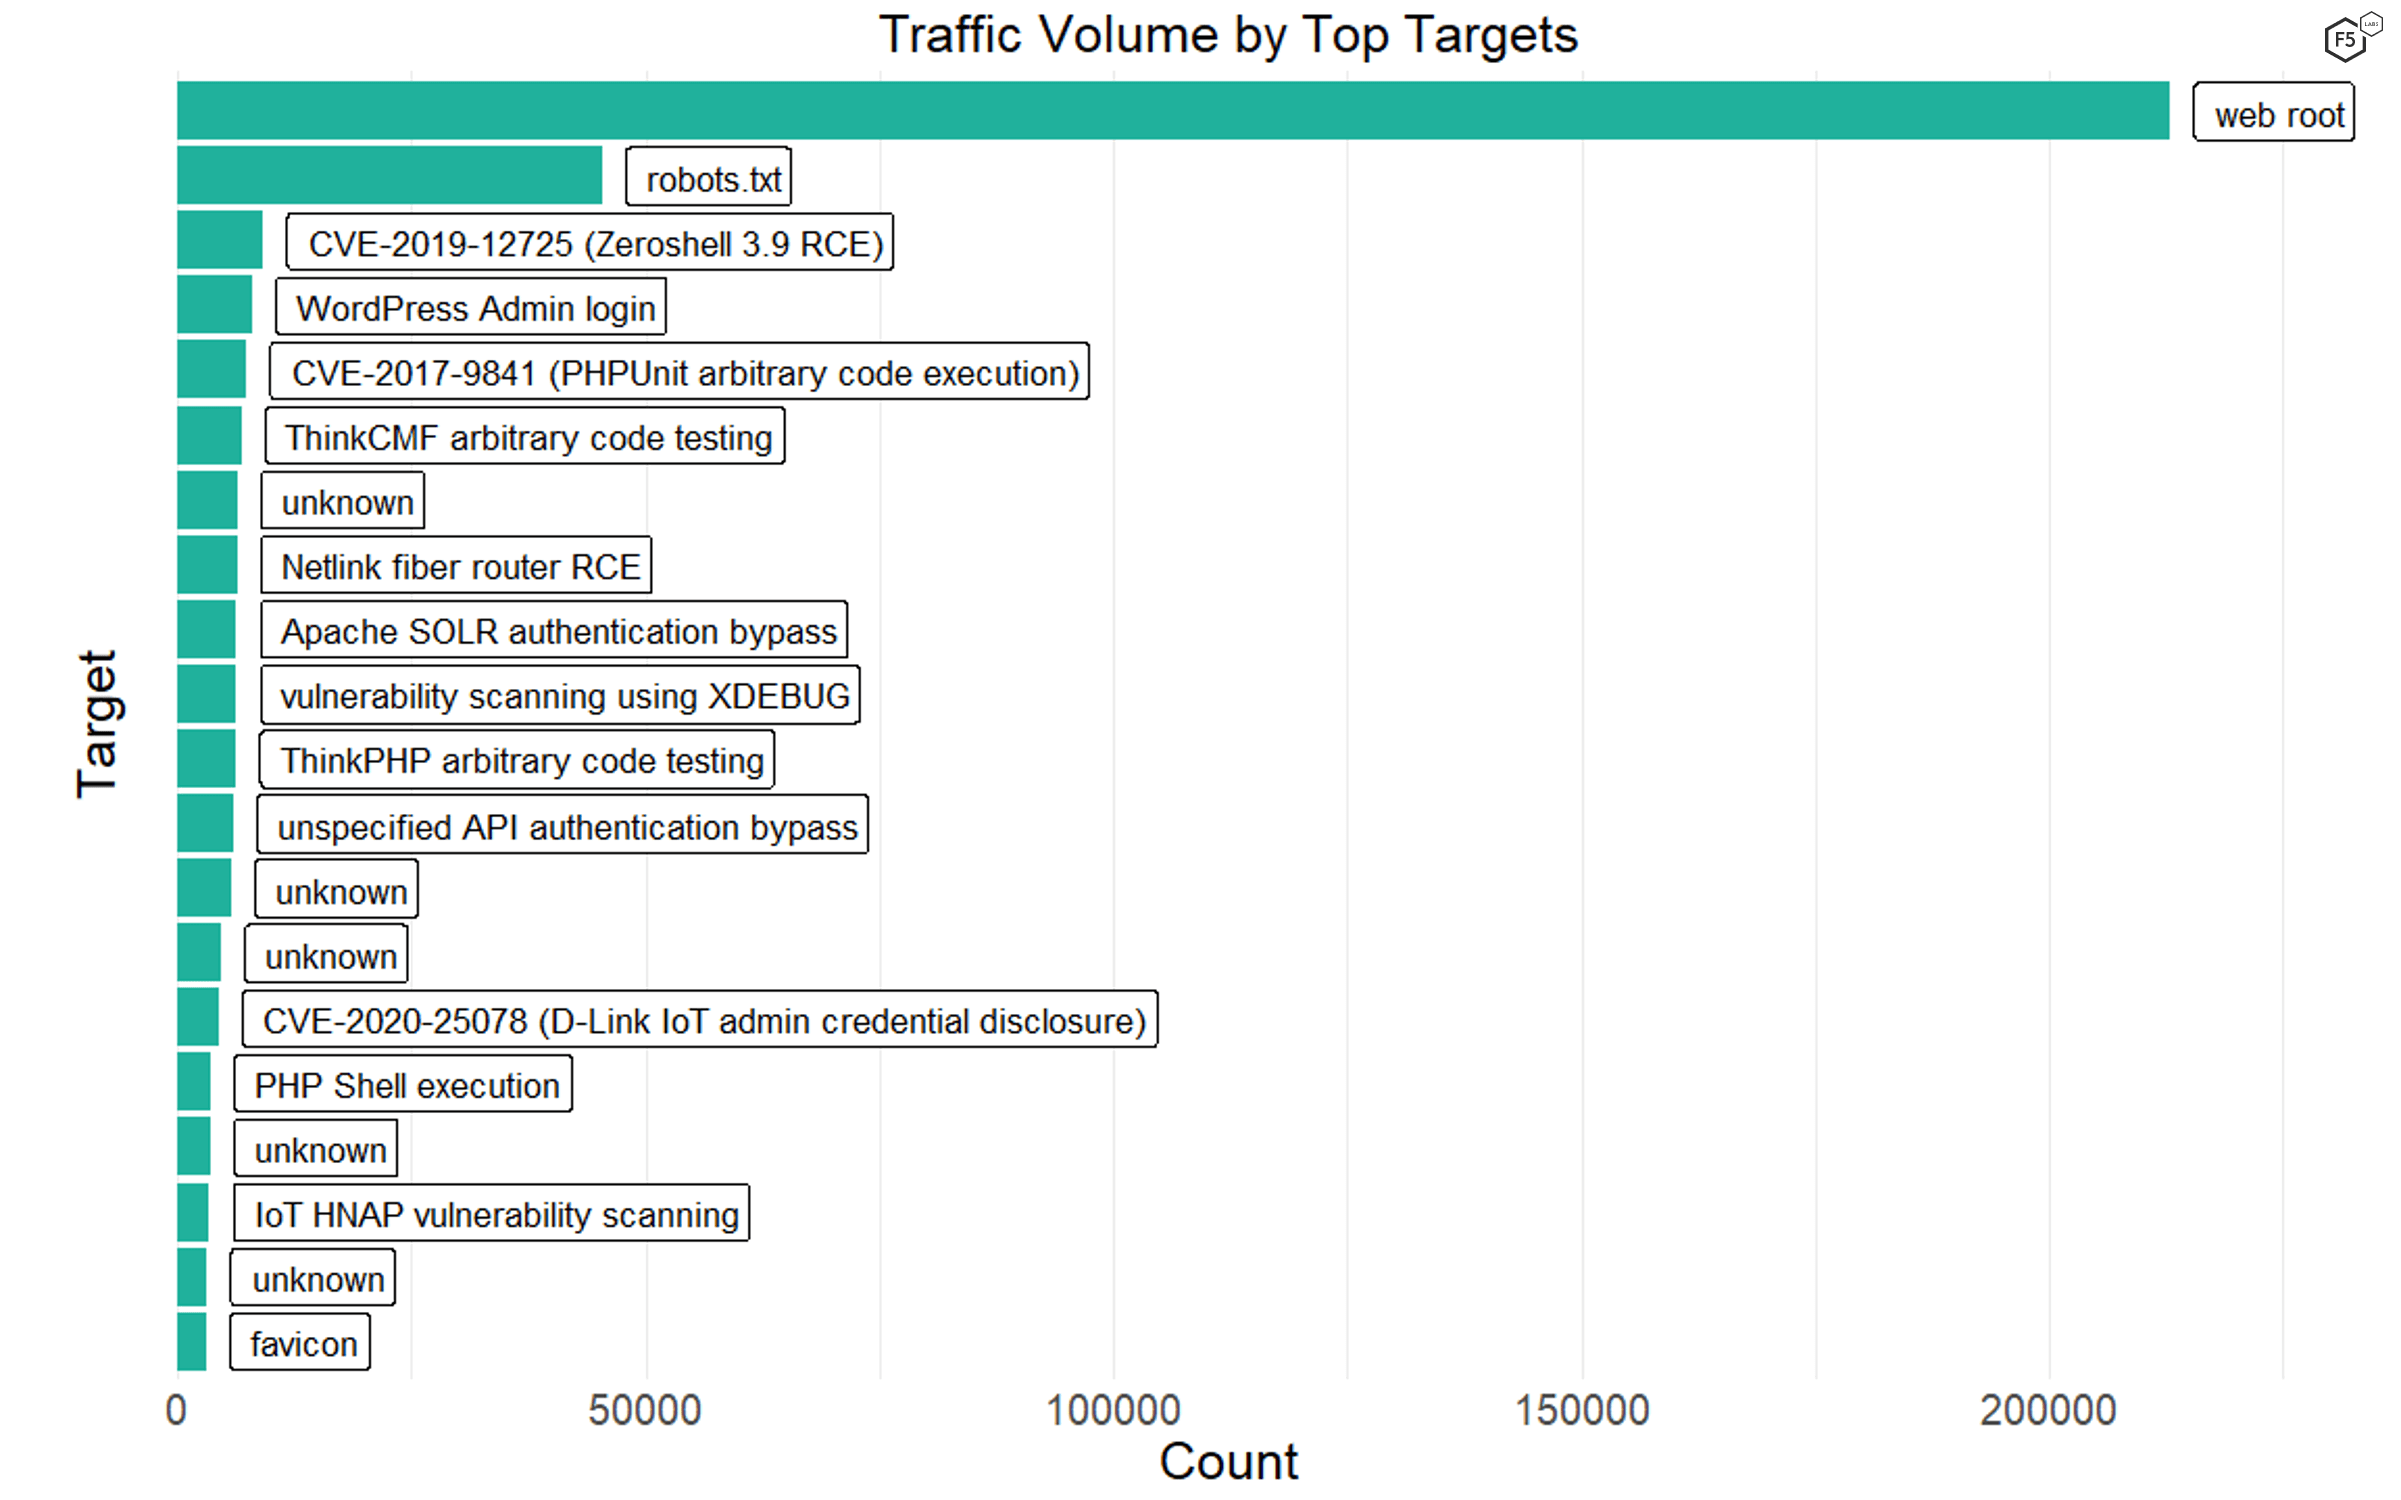 Traffic Volume by Top Targets
F5
LABS
web root
robots.txt
CVE-2019-12725 (Zeroshell 3.9 RCE)
WordPress Admin login
CVE-2017-9841 (PHPUnit arbitrary code execution)
ThinkCMF arbitrary code testing
unknown
Netlink fiber router RCE
Apache SOLR authentication bypass
vulnerability scanning using XDEBUG
ThinkPHP arbitrary code testing
unspecified API authentication bypass
unknown
unknown
CVE-2020-25078 (D-Link IoT admin credential disclosure)
PHP Shell execution
unknown
IoT HNAP vulnerability scanning
unknown
favicon
Target
0 50000 100000 150000 200000
Count